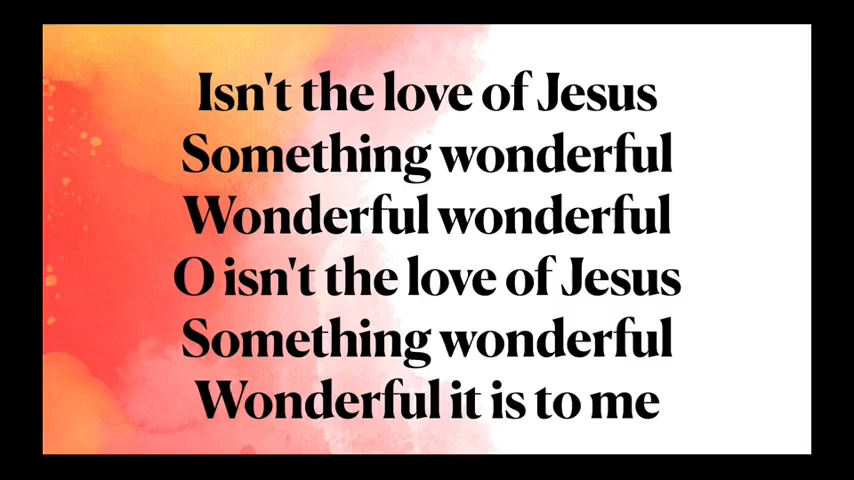 Isn't the love of Jesus
Something wonderful
Wonderful wonderful
O isn't the love of Jesus
Something wonderful
Wonderful it is to me